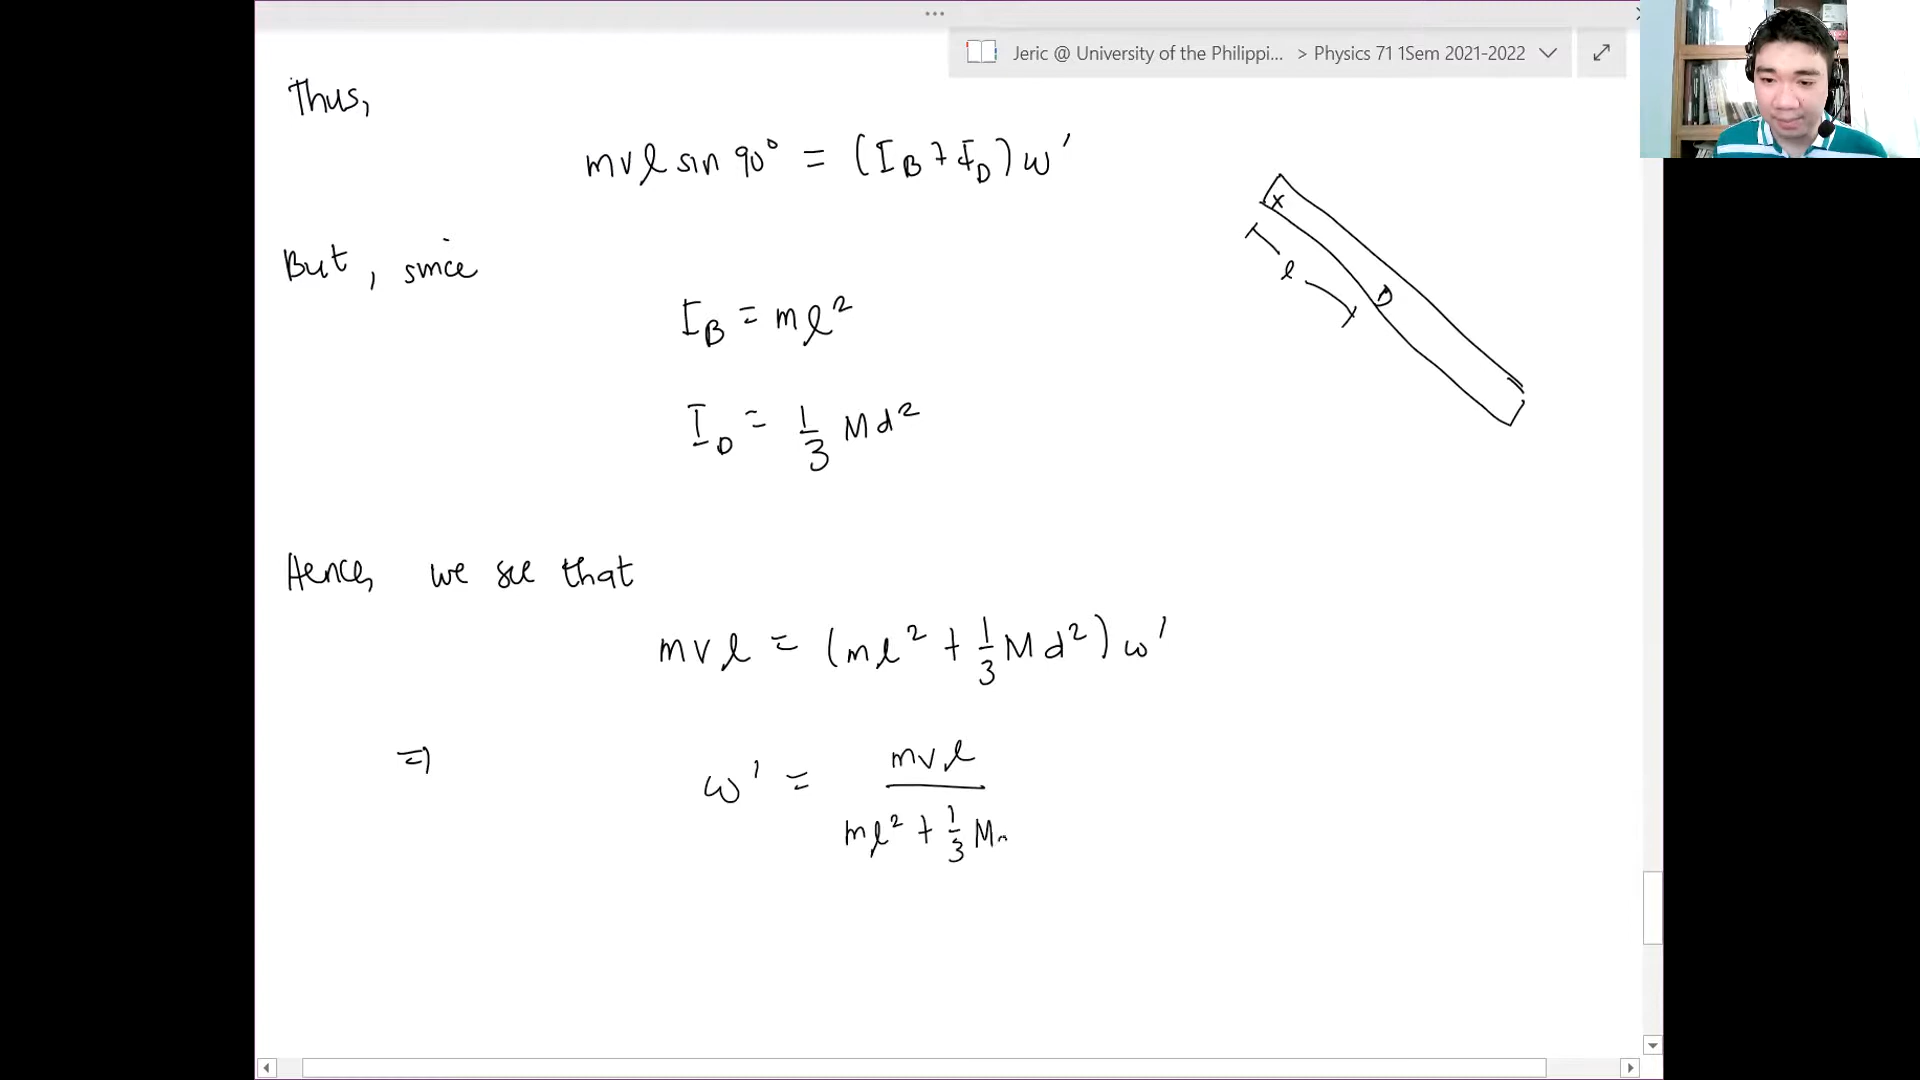 Jeric @ University of the Philippi... > Physics 71 1Sem 2021-2022
Thus,
mvℓ sin 90° = (I_B + I_D) ω'
But, since
I_B = mℓ²
I_D = 1/3 Md²
x
ℓ
D
Hence, we see that
mvℓ = (mℓ² + 1/3 Md²) ω'
⇒ ω' = mvℓ / (mℓ² + 1/3 M